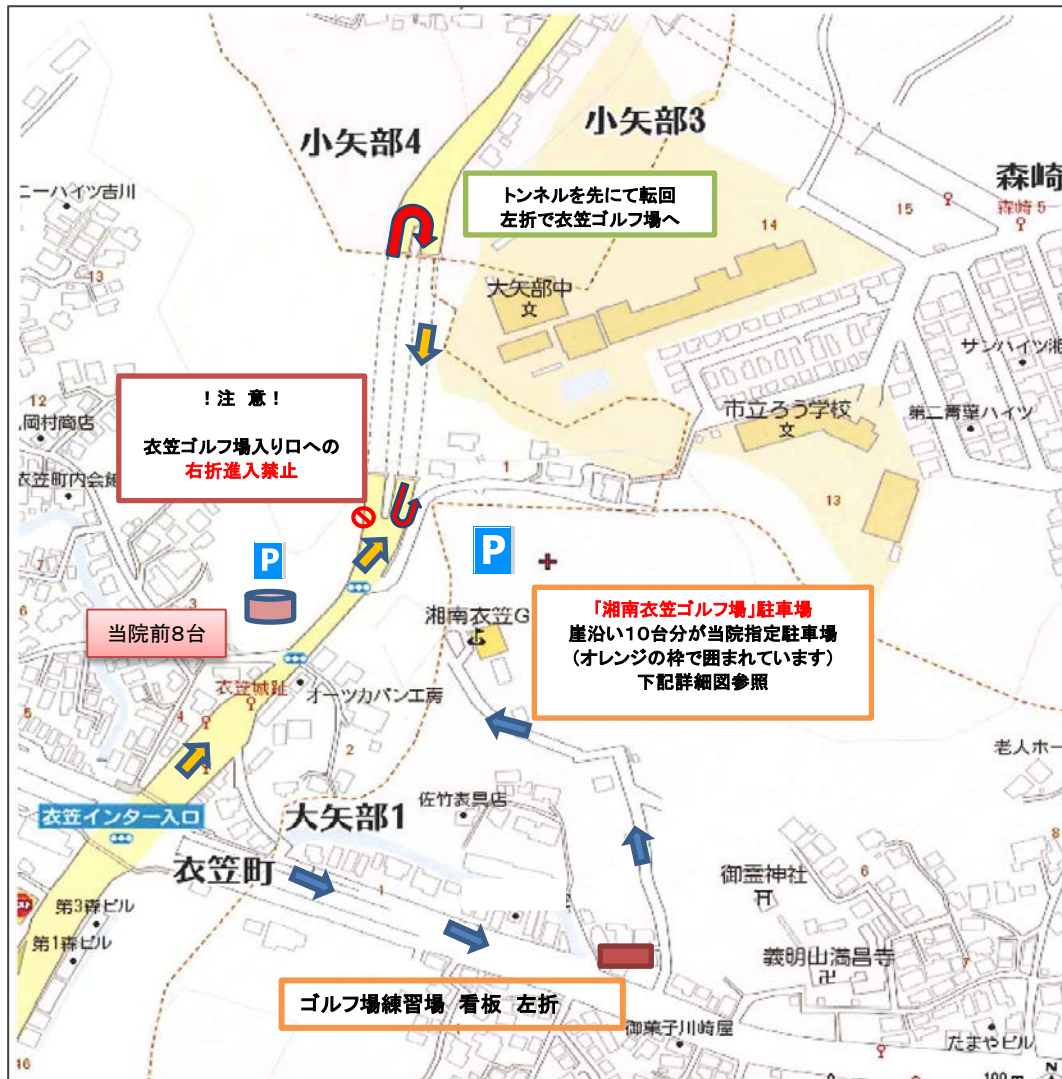 小矢部4
小矢部3
森崎
ニーハイツ吉川
森崎 5
15
14
13
トンネルを先にて転回
左折で衣笠ゴルフ場へ
大矢部中
文
サンハイツ湘
!注 意!
衣笠ゴルフ場入り口への
右折進入禁止
12
岡村商店
市立ろう学校
文
第二青葉ハイツ
衣笠町内会館
1
13
P
P
7
6
3
当院前8台
湘南衣笠G
「湘南衣笠ゴルフ場」駐車場
崖沿い10台分が当院指定駐車場
(オレンジの枠で囲まれています)
下記詳細図参照
衣笠城趾
オーツカパン工房
5
4
2
老人ホー
衣笠インター入口
大矢部1
佐竹表具店
8
衣笠町
1
御霊神社
6
第3森ビル
第1森ビル
義明山満昌寺
卍
7
ゴルフ場練習場 看板 左折
御菓子川崎屋
たまやビル
16
N
100m